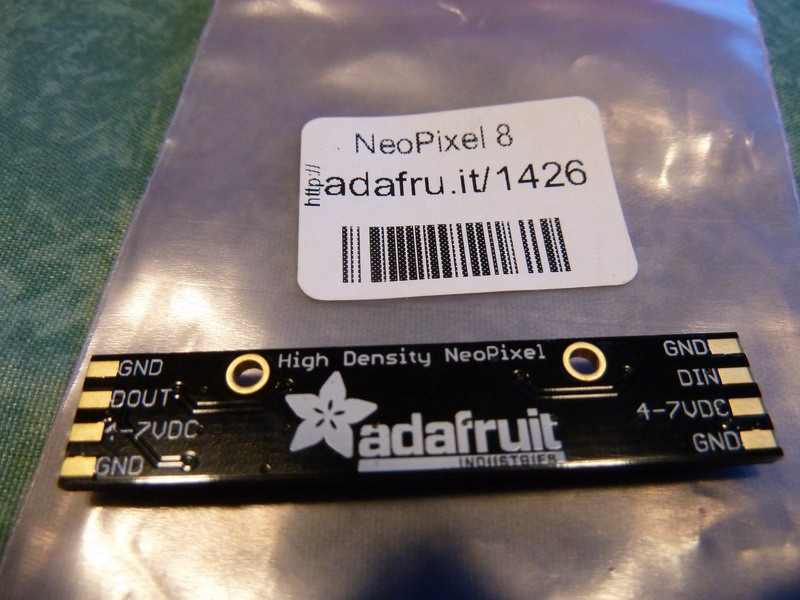 NeoPixel 8
http://adafru.it/1426
High Density NeoPixel
GND
DOUT
4-7VDC
GND
adafruit
INDUSTRIES
GND
DIN
4-7VDC
GND